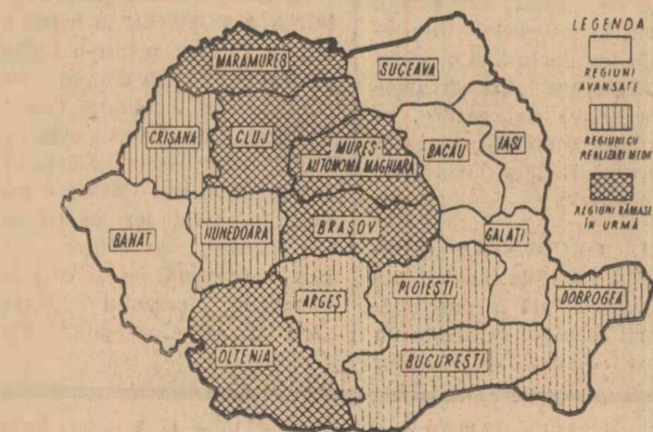 LEGENDA
REGIUNI
AVANSATE
REGIUNI CU
REALIZĂRI MEDII
REGIUNI RĂMASE
ÎN URMĂ
MARAMUREȘ
SUCEAVA
CRIȘANA
CLUJ
MUREȘ-
AUTONOMĂ MAGHIARĂ
BACĂU
IAȘI
BANAT
HUNEDOARA
BRAȘOV
GALAȚI
ARGEȘ
PLOIEȘTI
DOBROGEA
OLTENIA
BUCUREȘTI